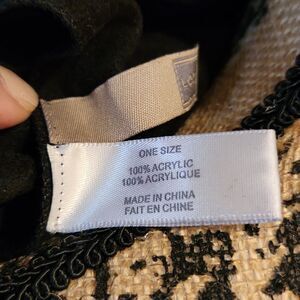 ONE SIZE
100% ACRYLIC
100% ACRYLIQUE
MADE IN CHINA
FAIT EN CHINE